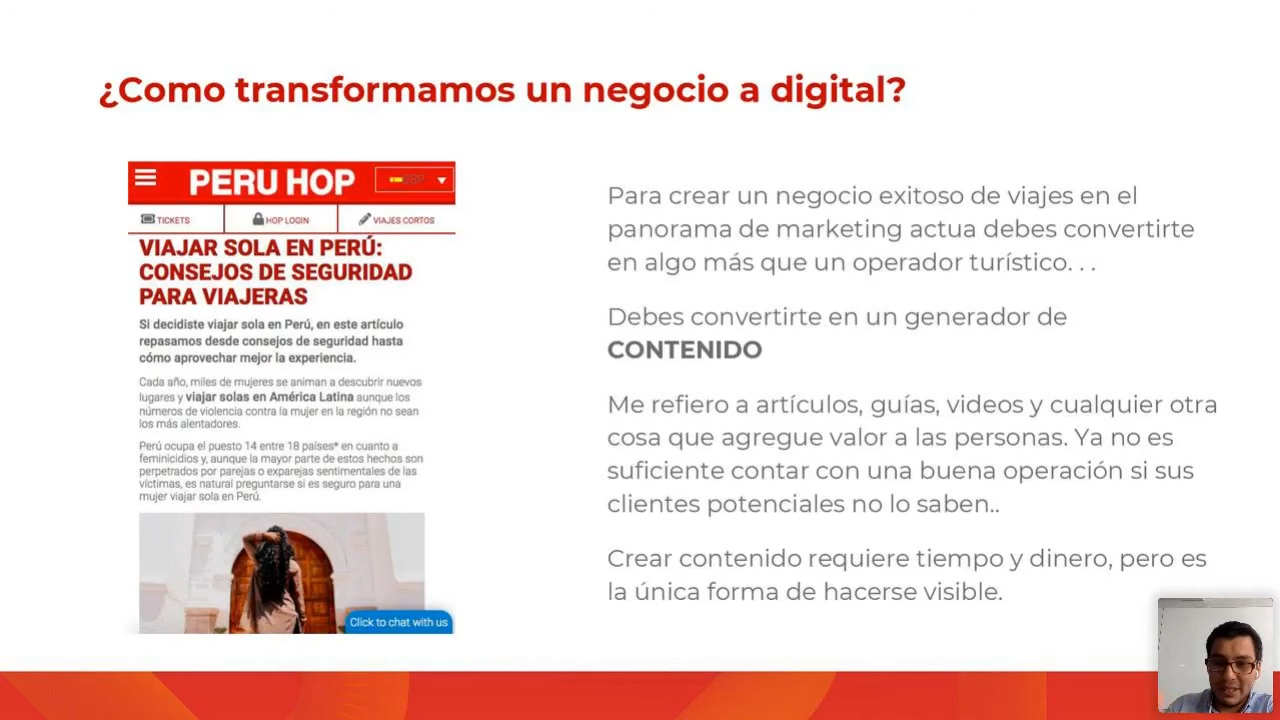 ¿Como transformamos un negocio a digital?
PERU HOP
TICKETS
HOP LOGIN
VIAJES CORTOS
VIAJAR SOLA EN PERÚ:
CONSEJOS DE SEGURIDAD
PARA VIAJERAS
Si decidiste viajar sola en Perú, en este artículo
repasamos desde consejos de seguridad hasta
cómo aprovechar mejor la experiencia.
Cada año, miles de mujeres se animan a descubrir nuevos
lugares y viajar solas en América Latina aunque los
números de violencia contra la mujer en la región no sean
los más alentadores.
Perú ocupa el puesto 14 entre 18 países* en cuanto a
feminicidios y, aunque la mayor parte de estos hechos son
perpetrados por parejas o exparejas sentimentales de las
víctimas, es natural preguntarse si es seguro para una
mujer viajar sola en Perú.
Click to chat with us
Para crear un negocio exitoso de viajes en el
panorama de marketing actua debes convertirte
en algo más que un operador turístico. . .
Debes convertirte en un generador de
CONTENIDO
Me refiero a artículos, guías, videos y cualquier otra
cosa que agregue valor a las personas. Ya no es
suficiente contar con una buena operación si sus
clientes potenciales no lo saben..
Crear contenido requiere tiempo y dinero, pero es
la única forma de hacerse visible.